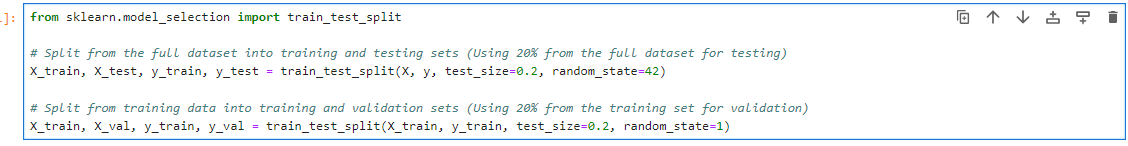 ]:
from sklearn.model_selection import train_test_split
# Split from the full dataset into training and testing sets (Using 20% from the full dataset for testing)
X_train, X_test, y_train, y_test = train_test_split(X, y, test_size=0.2, random_state=42)
# Split from training data into training and validation sets (Using 20% from the training set for validation)
X_train, X_val, y_train, y_val = train_test_split(X_train, y_train, test_size=0.2, random_state=1)